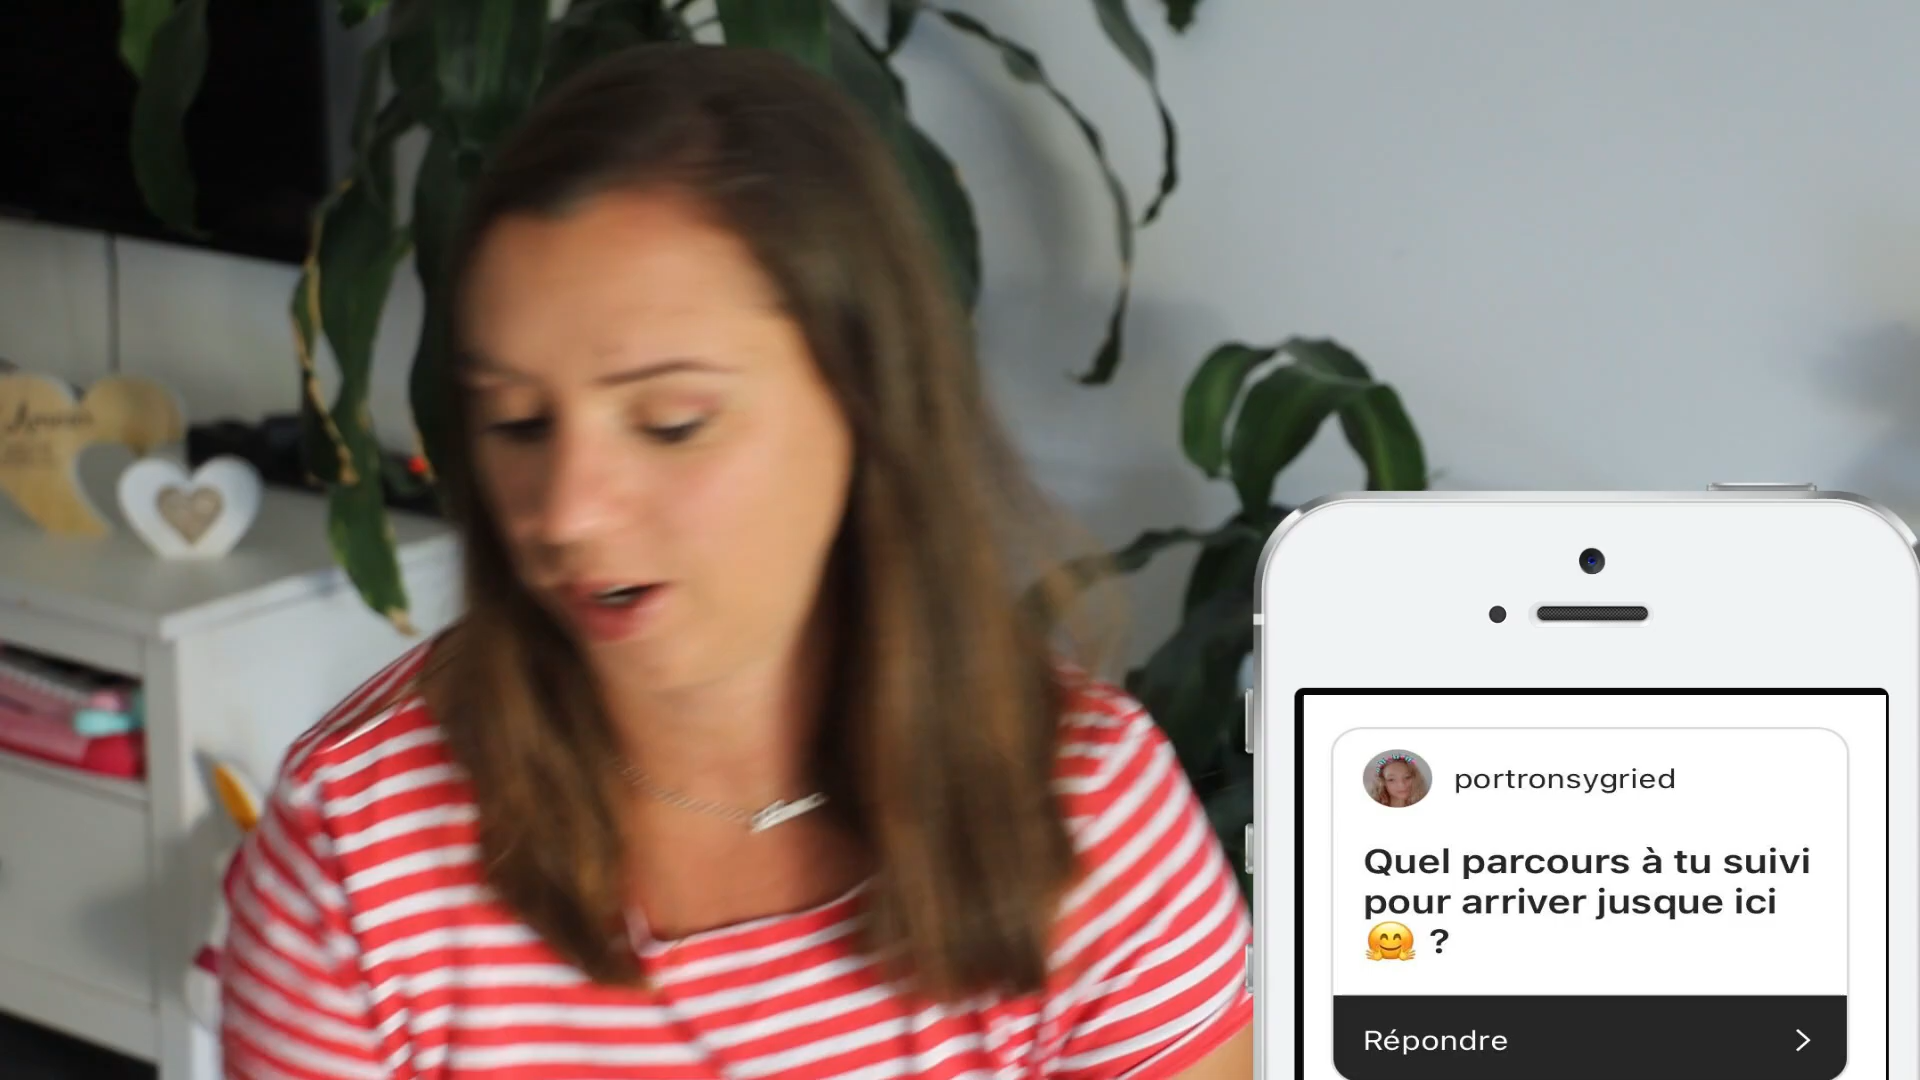 portronsygried
Quel parcours à tu suivi
pour arriver jusque ici
🤗 ?
Répondre